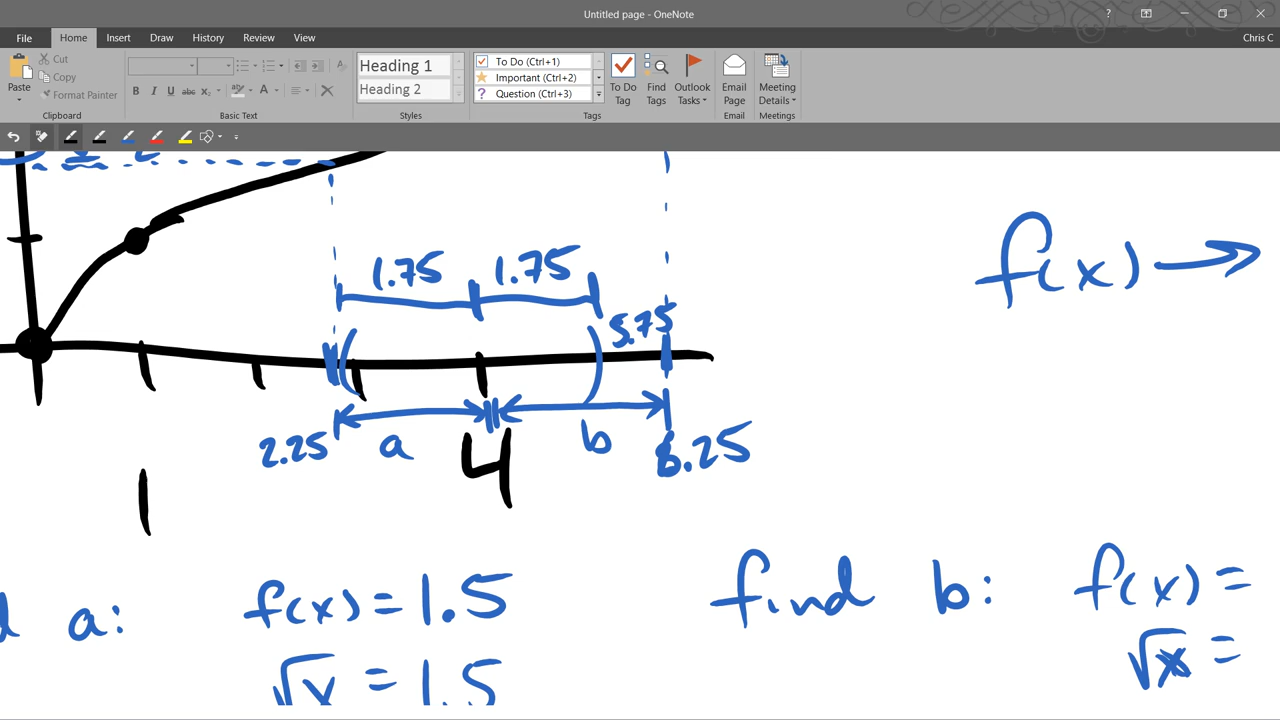 Untitled page - OneNote
?
File Home Insert Draw History Review View
Chris C
Paste Cut Copy Format Painter
B I U abc x₂ ab A
Heading 1
Heading 2
To Do (Ctrl+1)
Important (Ctrl+2)
? Question (Ctrl+3)
To Do Tag
Find Tags
Outlook Tasks
Email Page
Meeting Details
Clipboard Basic Text Styles Tags Email Meetings
1.75 1.75
f(x) →
5.75
2.25 a 4 b 6.25
1
a: f(x) = 1.5 find b: f(x) =
√x = 1.5 √x =